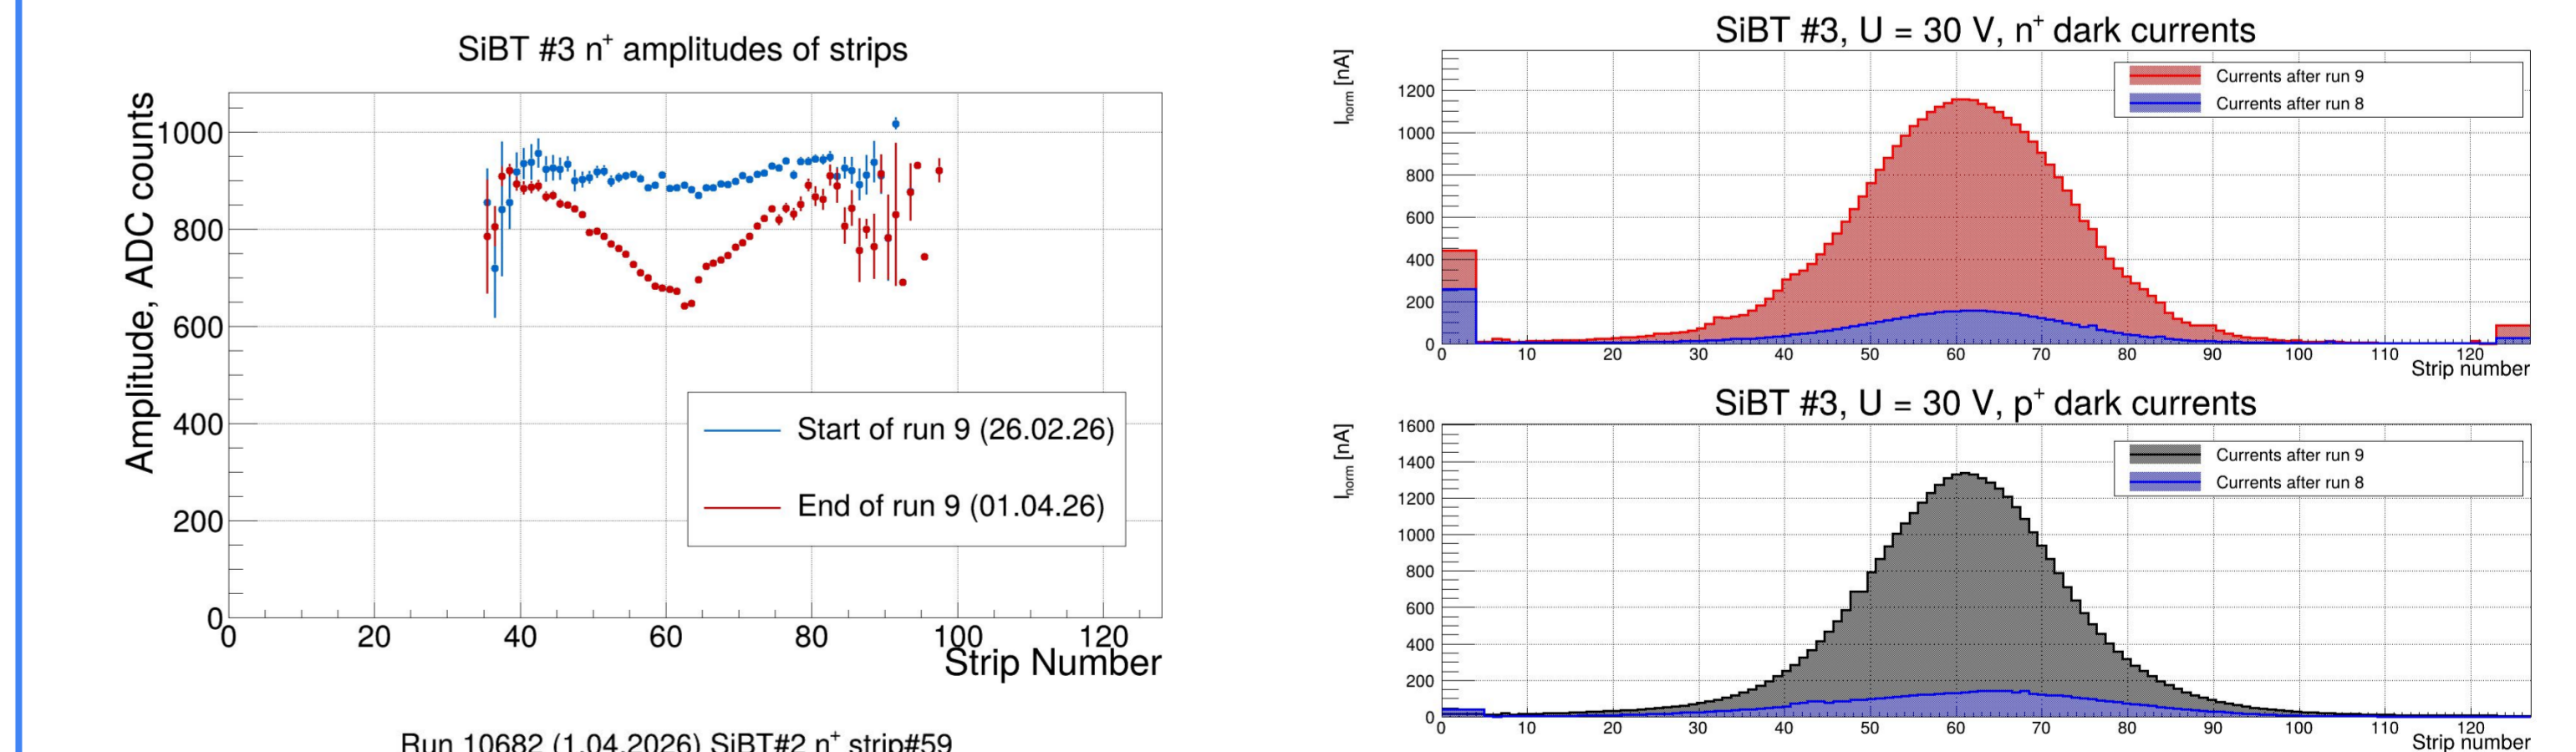 SiBT #3 n+ amplitudes of strips
Amplitude, ADC counts
1000
800
600
400
200
0
Start of run 9 (26.02.26)
End of run 9 (01.04.26)
0 20 40 60 80 100 120
Strip Number
Run 10682 (1.04.2026) SiBT#2 n+ strip#59
SiBT #3, U = 30 V, n+ dark currents
Inorm [nA]
Currents after run 9
Currents after run 8
1200
1000
800
600
400
200
0
0 10 20 30 40 50 60 70 80 90 100 110 120
Strip number
SiBT #3, U = 30 V, p+ dark currents
Inorm [nA]
Currents after run 9
Currents after run 8
1600
1400
1200
1000
800
600
400
200
0
0 10 20 30 40 50 60 70 80 90 100 110 120
Strip number